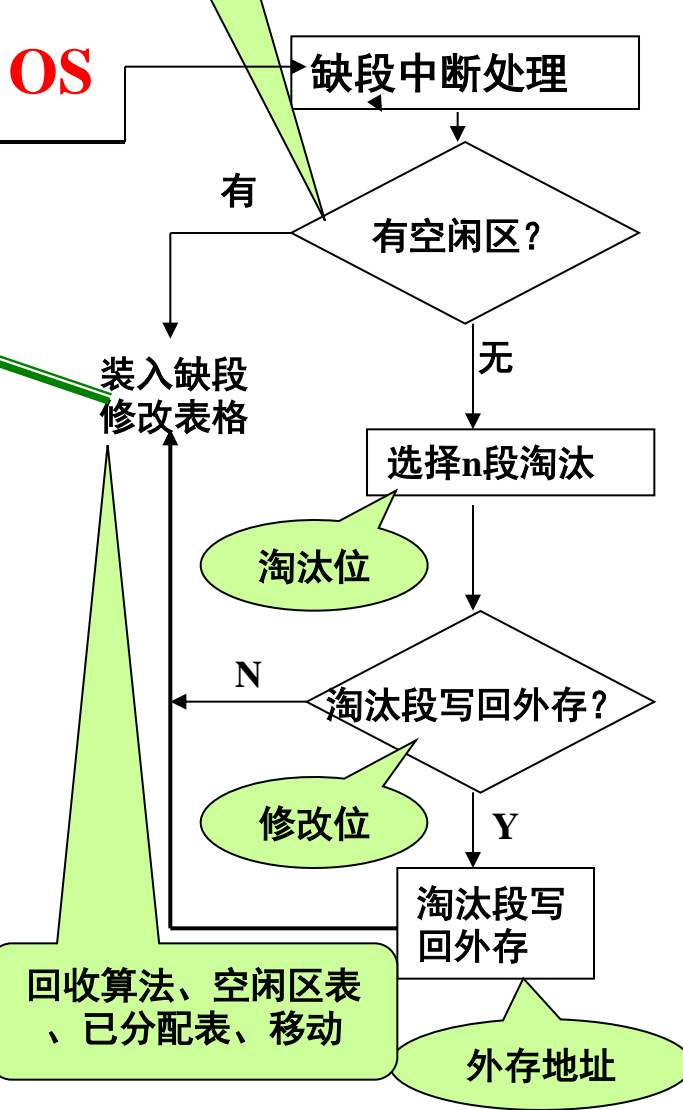 OS
缺段中断处理
有
有空闲区？
无
装入缺段
修改表格
选择n段淘汰
淘汰位
N
淘汰段写回外存？
修改位
Y
淘汰段写
回外存
回收算法、空闲区表
、已分配表、移动
外存地址